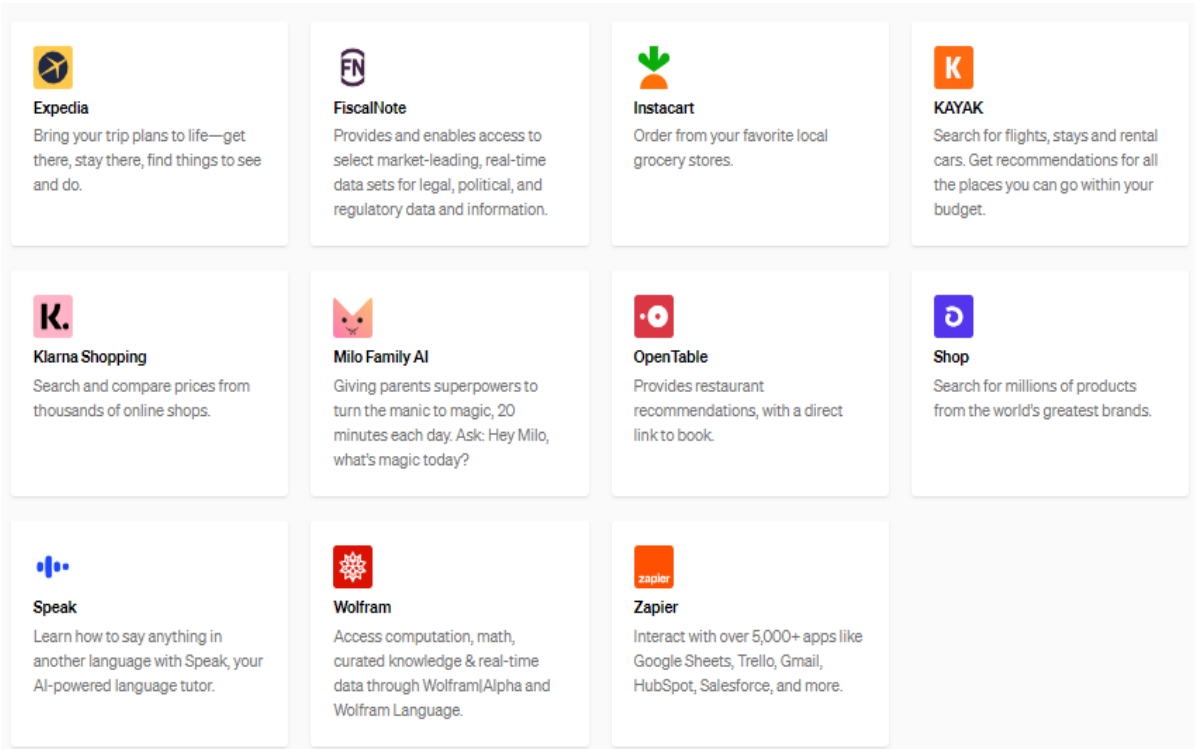 Expedia
Bring your trip plans to life—get
there, stay there, find things to see
and do.
FN
FiscalNote
Provides and enables access to
select market-leading, real-time
data sets for legal, political, and
regulatory data and information.
Instacart
Order from your favorite local
grocery stores.
K
KAYAK
Search for flights, stays and rental
cars. Get recommendations for all
the places you can go within your
budget.
K.
Klarna Shopping
Search and compare prices from
thousands of online shops.
Milo Family AI
Giving parents superpowers to
turn the manic to magic, 20
minutes each day. Ask: Hey Milo,
what's magic today?
OpenTable
Provides restaurant
recommendations, with a direct
link to book.
Shop
Search for millions of products
from the world's greatest brands.
Speak
Learn how to say anything in
another language with Speak, your
AI-powered language tutor.
Wolfram
Access computation, math,
curated knowledge & real-time
data through Wolfram|Alpha and
Wolfram Language.
zapier
Zapier
Interact with over 5,000+ apps like
Google Sheets, Trello, Gmail,
HubSpot, Salesforce, and more.